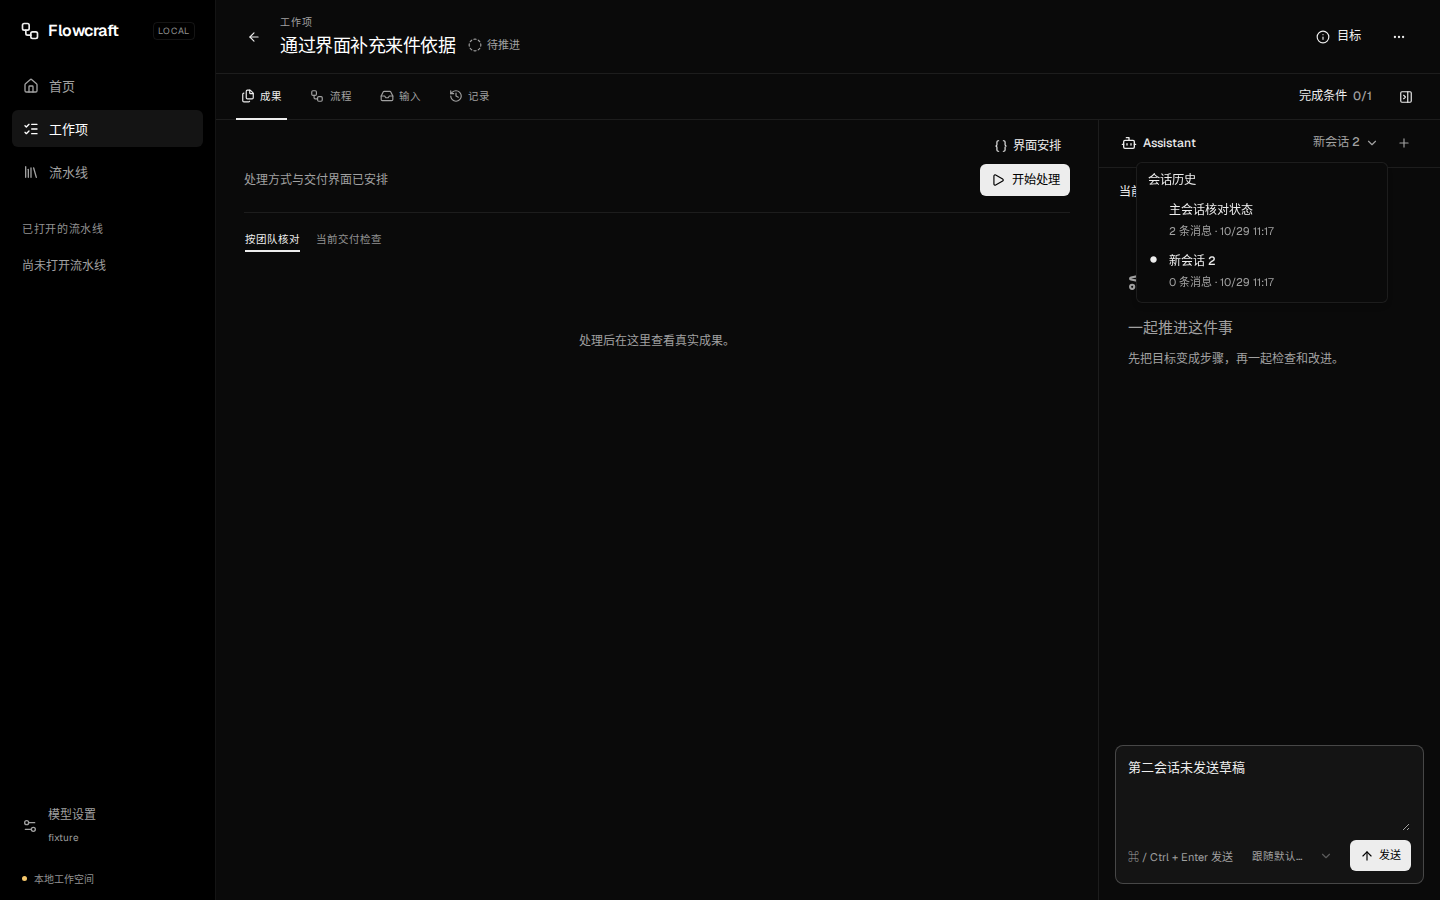 Flowcraft
LOCAL
首页
工作项
流水线
已打开的流水线
尚未打开流水线
模型设置
fixture
本地工作空间
工作项
通过界面补充来件依据
待推进
目标
成果
流程
输入
记录
完成条件 0/1
{ } 界面安排
处理方式与交付界面已安排
开始处理
按团队核对
当前交付检查
处理后在这里查看真实成果。
Assistant
新会话 2
会话历史
主会话核对状态
2 条消息 · 10/29 11:17
新会话 2
0 条消息 · 10/29 11:17
一起推进这件事
先把目标变成步骤，再一起检查和改进。
第二会话未发送草稿
⌘ / Ctrl + Enter 发送
跟随默认...
发送